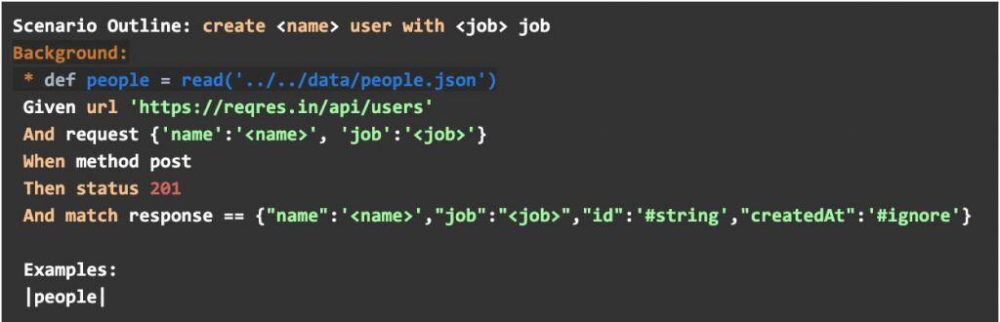 Scenario Outline: create <name> user with <job> job
Background:
* def people = read('../../data/people.json')
Given url 'https://reqres.in/api/users'
And request {'name':'<name>', 'job':'<job>'}
When method post
Then status 201
And match response == {"name":'<name>',"job":"<job>","id":'#string',"createdAt":'#ignore'}
Examples:
|people|